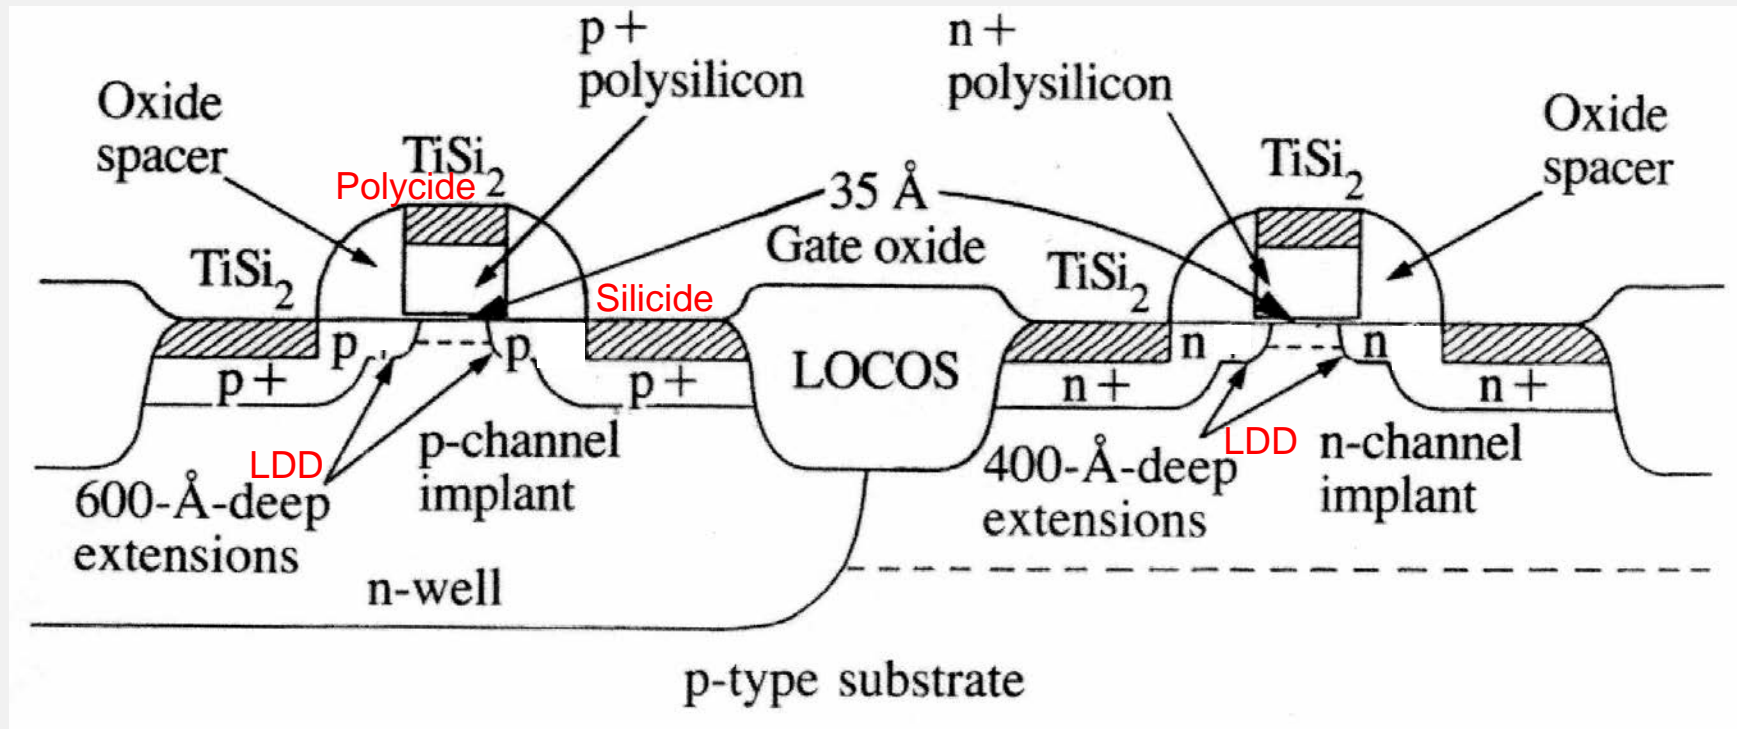 p+
polysilicon
n+
polysilicon
Oxide
spacer
TiSi2
Polycide
35 Å
Gate oxide
TiSi2
Oxide
spacer
TiSi2
Silicide
TiSi2
p
p
p+
p+
LOCOS
n
n
n+
n+
LDD
600-Å-deep
extensions
p-channel
implant
LDD
400-Å-deep
extensions
n-channel
implant
n-well
p-type substrate